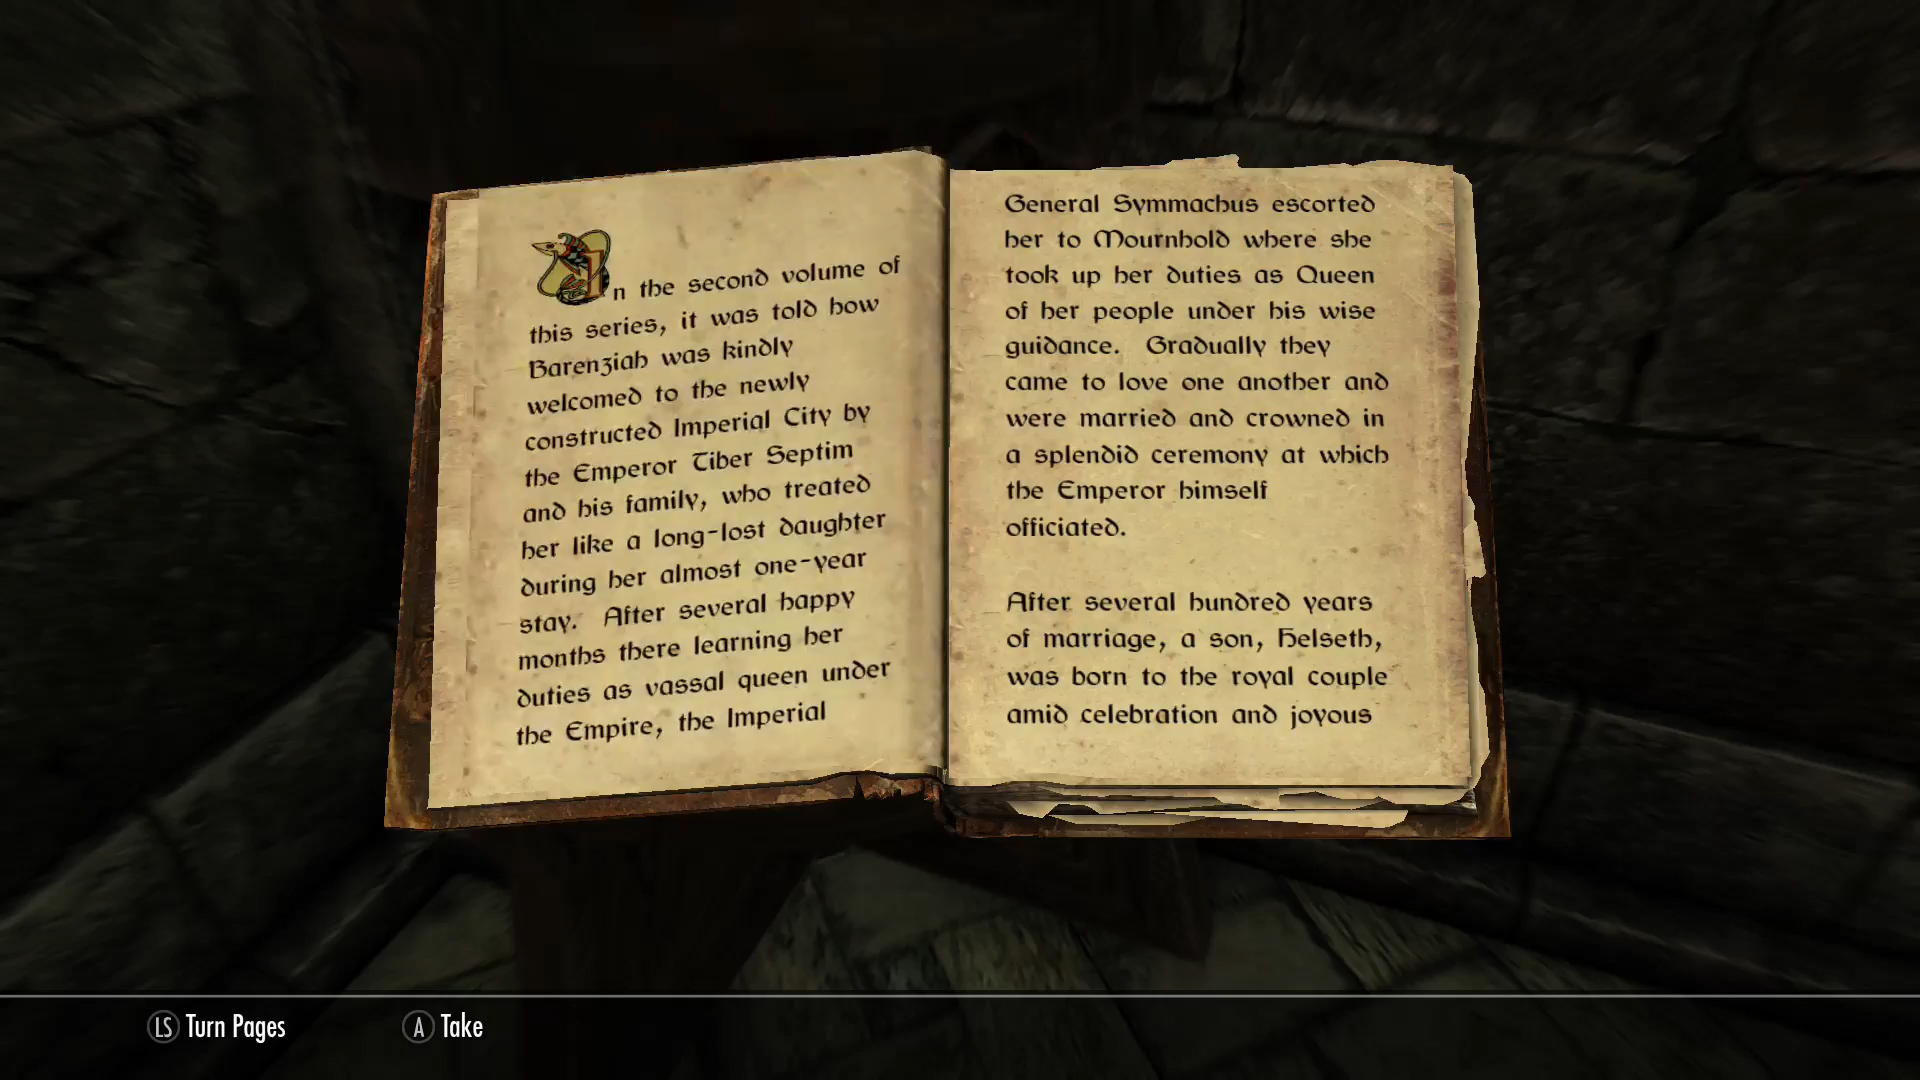 In the second volume of
this series, it was told how
Barenziah was kindly
welcomed to the newly
constructed Imperial City by
the Emperor Tiber Septim
and his family, who treated
her like a long-lost daughter
during her almost one-year
stay. After several happy
months there learning her
duties as vassal queen under
the Empire, the Imperial
General Symmachus escorted
her to Mournhold where she
took up her duties as Queen
of her people under his wise
guidance. Gradually they
came to love one another and
were married and crowned in
a splendid ceremony at which
the Emperor himself
officiated.
After several hundred years
of marriage, a son, Helseth,
was born to the royal couple
amid celebration and joyous
LS Turn Pages
A Take